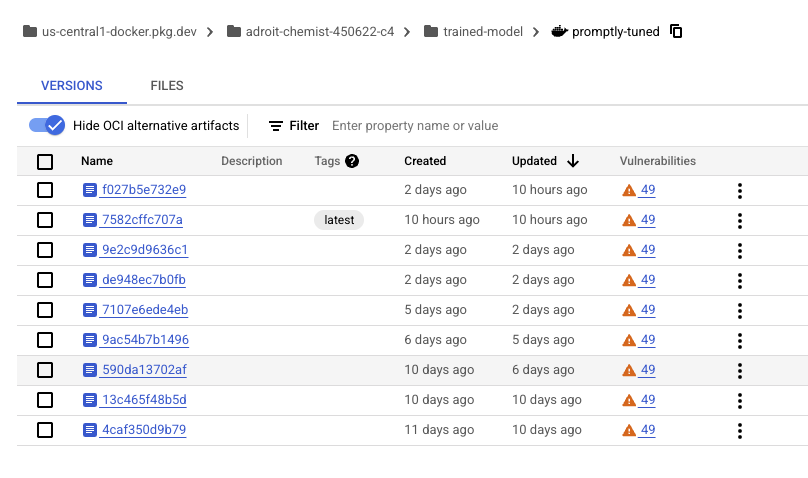 us-central1-docker.pkg.dev > adroit-chemist-450622-c4 > trained-model > promptly-tuned
VERSIONS FILES
Hide OCI alternative artifacts Filter Enter property name or value
Name Description Tags ? Created Updated Vulnerabilities
f027b5e732e9 2 days ago 10 hours ago 49
7582cffc707a latest 10 hours ago 10 hours ago 49
9e2c9d9636c1 2 days ago 2 days ago 49
de948ec7b0fb 2 days ago 2 days ago 49
7107e6ede4eb 5 days ago 2 days ago 49
9ac54b7b1496 6 days ago 5 days ago 49
590da13702af 10 days ago 6 days ago 49
13c465f48b5d 10 days ago 10 days ago 49
4caf350d9b79 11 days ago 10 days ago 49